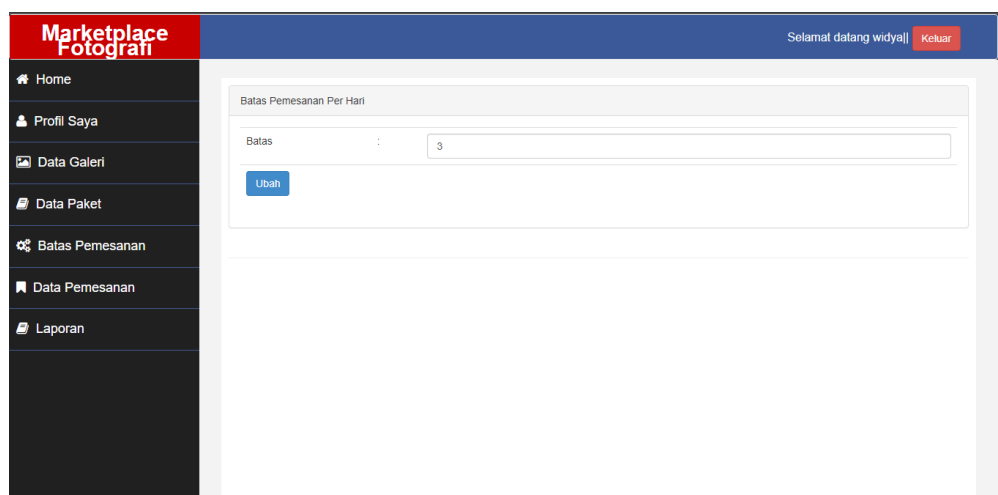 Marketplace
Fotografi
Selamat datang widya|| Keluar
Home
Profil Saya
Data Galeri
Data Paket
Batas Pemesanan
Data Pemesanan
Laporan
Batas Pemesanan Per Hari
Batas : 3
Ubah